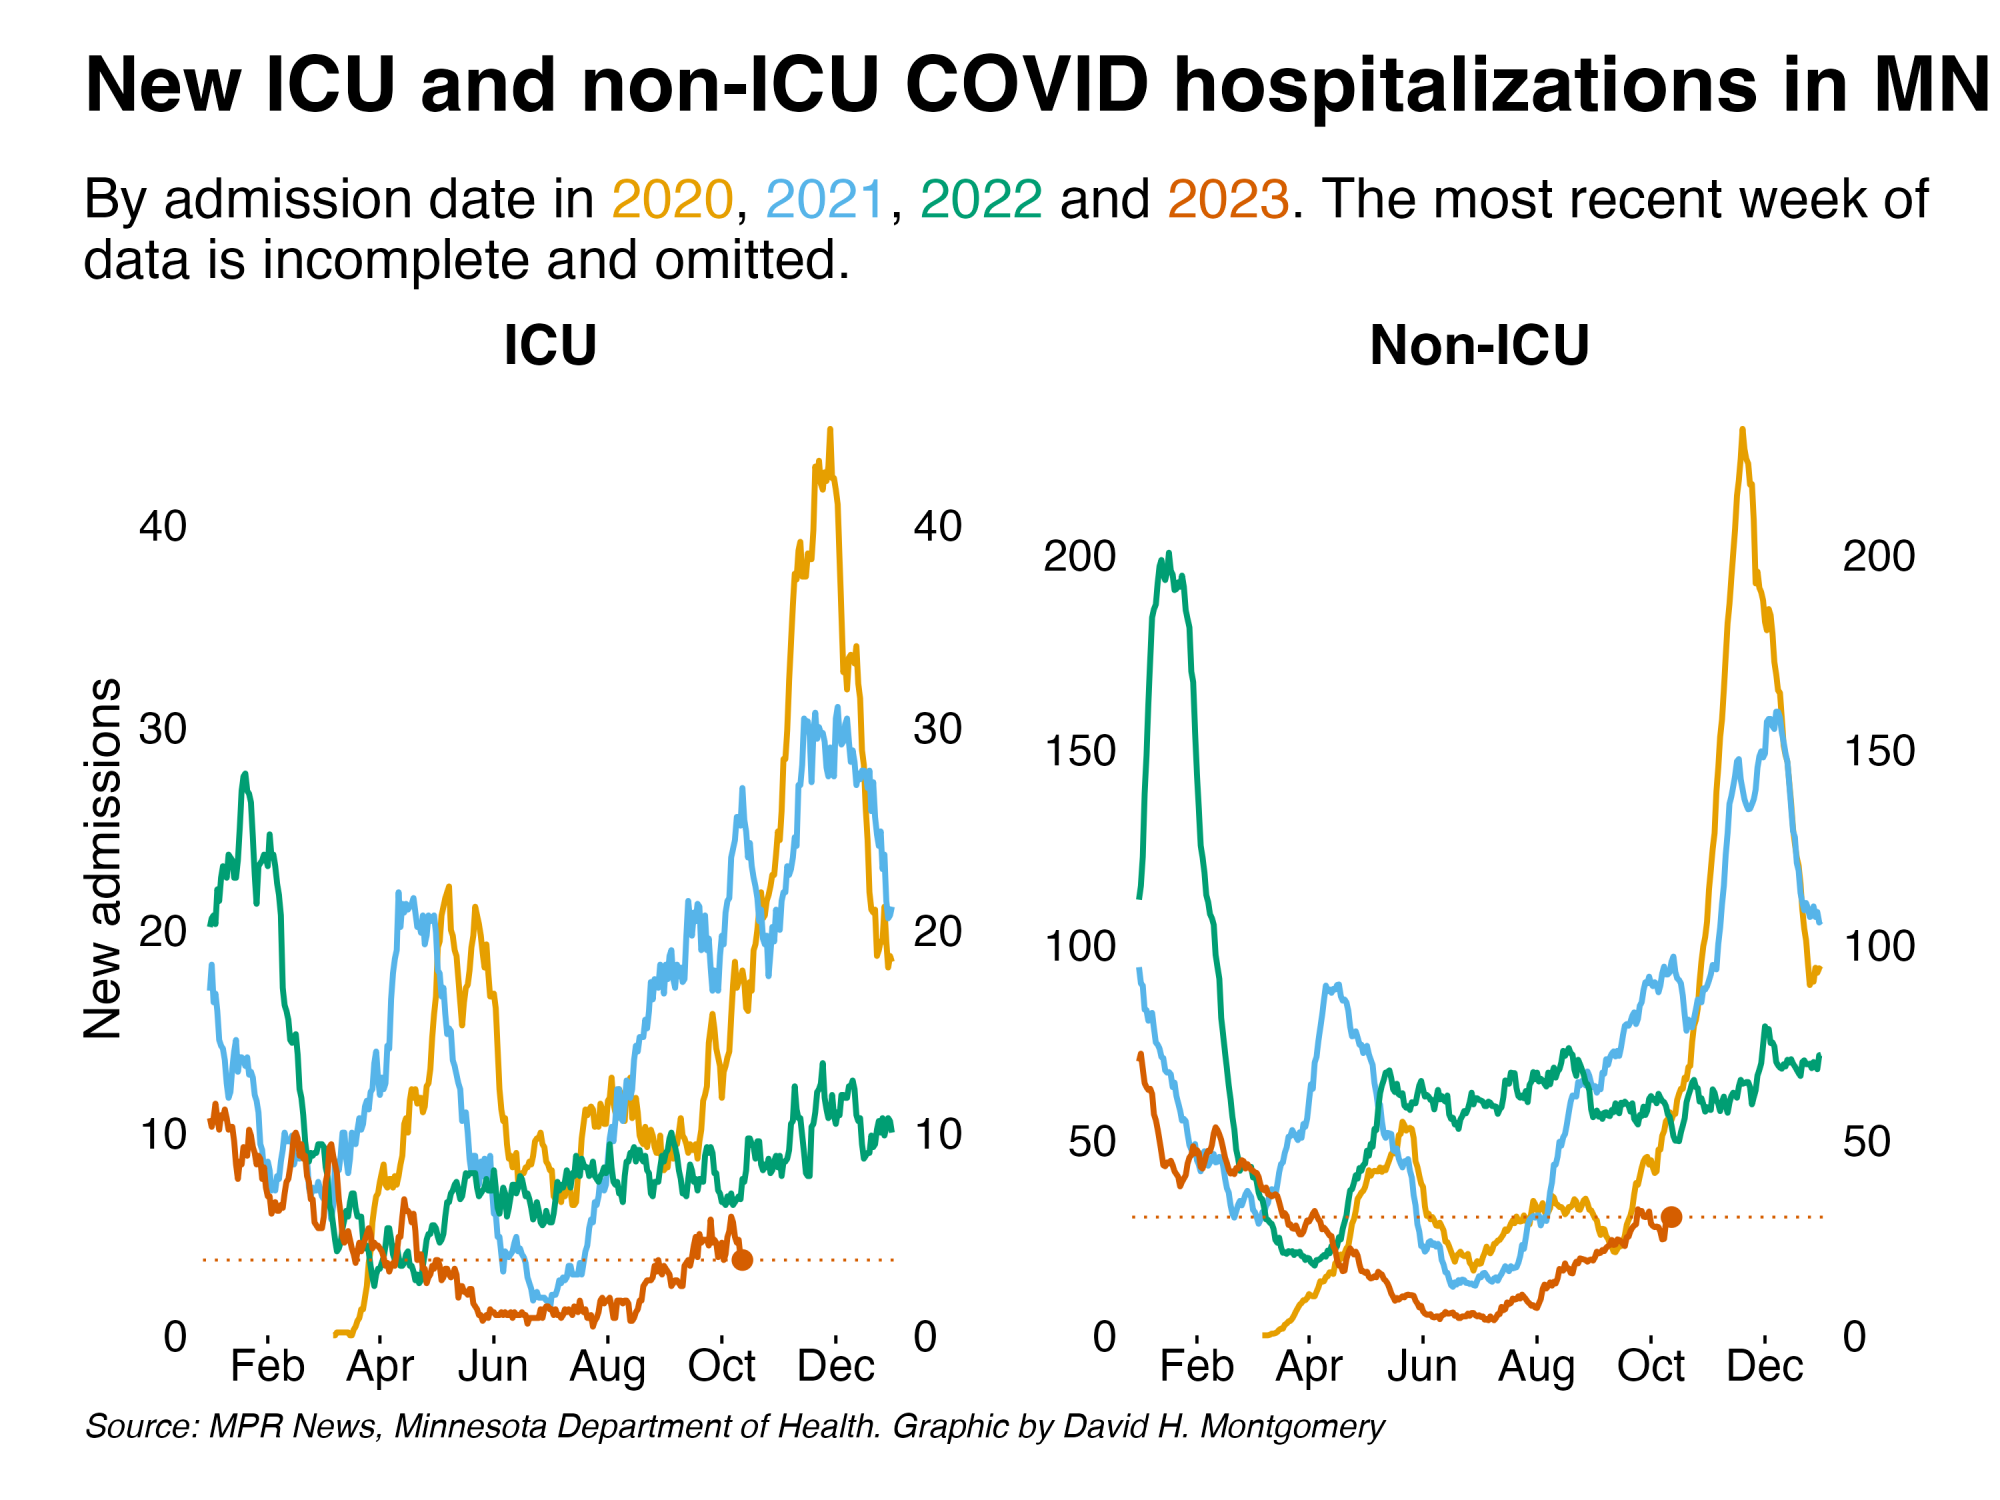 New ICU and non-ICU COVID hospitalizations in MN
By admission date in 2020, 2021, 2022 and 2023. The most recent week of
data is incomplete and omitted.
ICU
Non-ICU
New admissions
40
30
20
10
0
40
30
20
10
0
Feb Apr Jun Aug Oct Dec
200
150
100
50
0
200
150
100
50
0
Feb Apr Jun Aug Oct Dec
Source: MPR News, Minnesota Department of Health. Graphic by David H. Montgomery